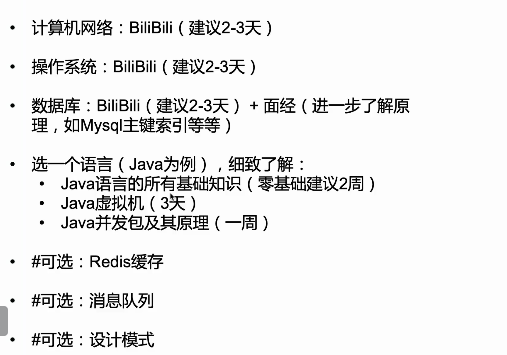 • 计算机网络：BiliBili（建议2-3天）
• 操作系统：BiliBili（建议2-3天）
• 数据库：BiliBili（建议2-3天）+ 面经（进一步了解原
理，如Mysql主键索引等等）
• 选一个语言（Java为例），细致了解：
• Java语言的所有基础知识（零基础建议2周）
• Java虚拟机（3天）
• Java并发包及其原理（一周）
• #可选：Redis缓存
• #可选：消息队列
• #可选：设计模式